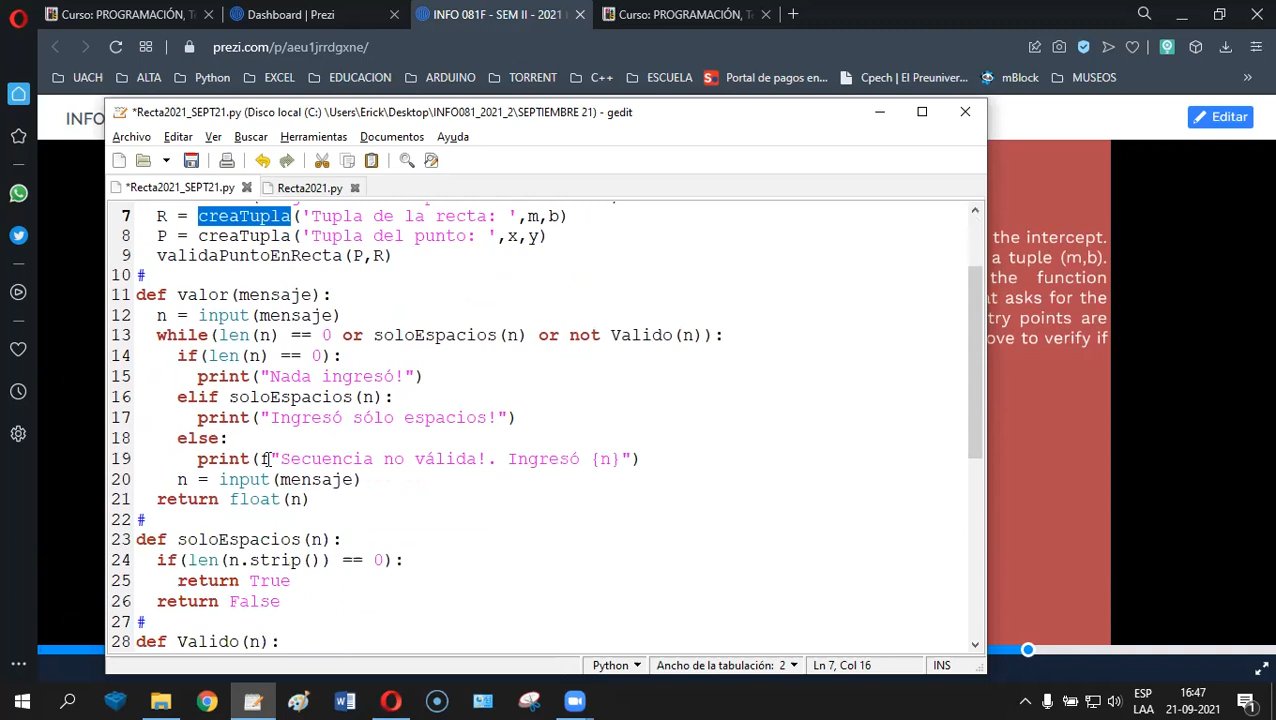 Curso: PROGRAMACIÓN, T
Dashboard | Prezi
INFO 081F - SEM II - 2021
Curso: PROGRAMACIÓN, T
prezi.com/p/aeu1jrrdgxne/
UACH
ALTA
Python
EXCEL
EDUCACION
ARDUINO
TORRENT
C++
ESCUELA
Portal de pagos en...
Cpech | El Preuniver...
mBlock
MUSEOS
»
INFO
Editar
*Recta2021_SEPT21.py (Disco local (C:) \Users\Erick\Desktop\INFO081_2021_2\SEPTIEMBRE 21) - gedit
Archivo Editar Ver Buscar Herramientas Documentos Ayuda
*Recta2021_SEPT21.py
Recta2021.py
7 R = creaTupla('Tupla de la recta: ',m,b)
8 P = creaTupla('Tupla del punto: ',x,y)
9 validaPuntoEnRecta(P,R)
10 #
11 def valor(mensaje):
12 n = input(mensaje)
13 while(len(n) == 0 or soloEspacios(n) or not Valido(n)):
14 if(len(n) == 0):
15 print("Nada ingresó!")
16 elif soloEspacios(n):
17 print("Ingresó sólo espacios!")
18 else:
19 print(f"Secuencia no válida!. Ingresó {n}")
20 n = input(mensaje)
21 return float(n)
22 #
23 def soloEspacios(n):
24 if(len(n.strip()) == 0):
25 return True
26 return False
27 #
28 def Valido(n):
the intercept.
a tuple (m,b).
the function
at asks for the
try points are
ove to verify if
Python
Ancho de la tabulación: 2
Ln 7, Col 16
INS
ESP
LAA
16:47
21-09-2021
1